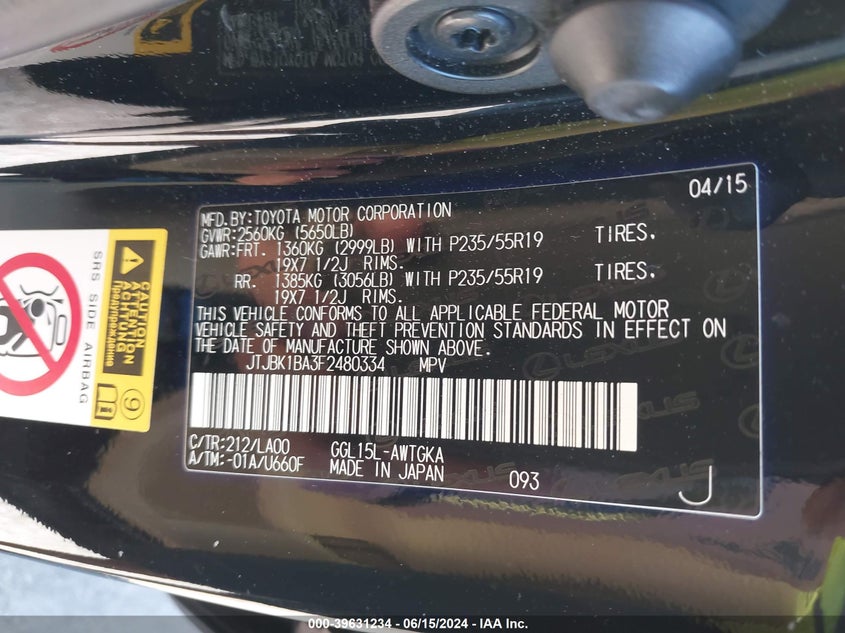 04/15
MFD. BY: TOYOTA MOTOR CORPORATION
GVWR: 2560KG (5650LB)
GAWR: FRT. 1360KG (2999LB) WITH P235/55R19 TIRES.
19X7 1/2J RIMS.
RR. 1385KG (3056LB) WITH P235/55R19 TIRES.
19X7 1/2J RIMS.
THIS VEHICLE CONFORMS TO ALL APPLICABLE FEDERAL MOTOR
VEHICLE SAFETY AND THEFT PREVENTION STANDARDS IN EFFECT ON
THE DATE OF MANUFACTURE SHOWN ABOVE.
JTJBK1BA3F2480334 MPV
C/TR: 212/LA00 GGL15L-AWTGKA
A/TM: -01A/U660F MADE IN JAPAN
093
J
LEXUS
CAUTION
ATTENTION
ACHTUNG
SRS SIDE AIRBAG
9
000-39631234 - 06/15/2024 - IAA Inc.